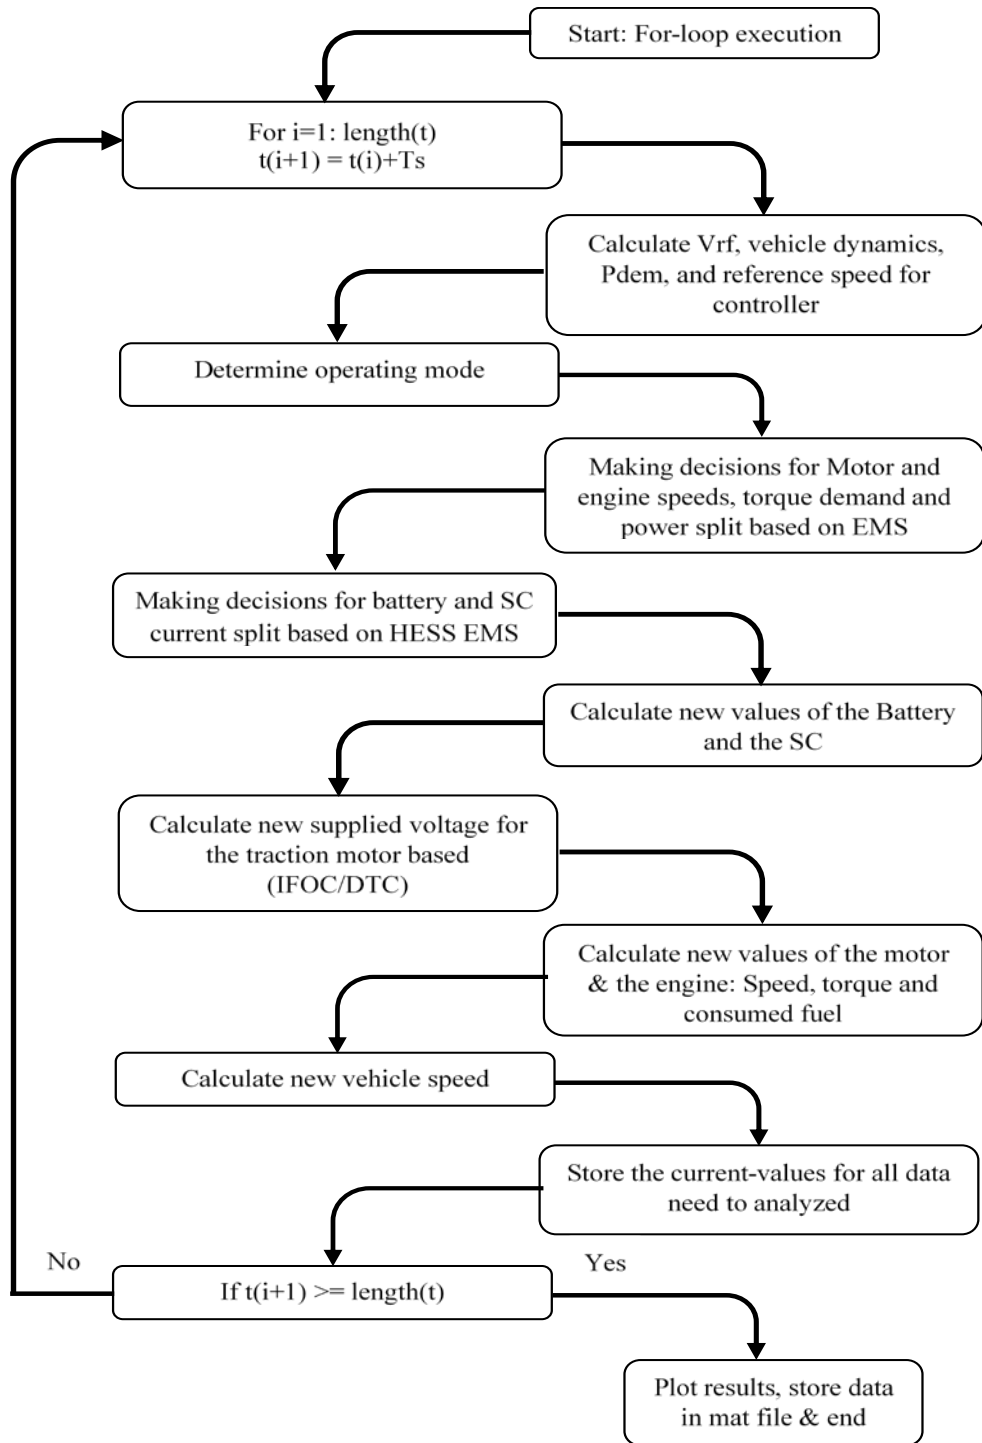 Start: For-loop execution
For i=1: length(t)
t(i+1) = t(i)+Ts
Calculate Vrf, vehicle dynamics,
Pdem, and reference speed for
controller
Determine operating mode
Making decisions for Motor and
engine speeds, torque demand and
power split based on EMS
Making decisions for battery and SC
current split based on HESS EMS
Calculate new values of the Battery
and the SC
Calculate new supplied voltage for
the traction motor based
(IFOC/DTC)
Calculate new values of the motor
& the engine: Speed, torque and
consumed fuel
Calculate new vehicle speed
Store the current-values for all data
need to analyzed
No
Yes
If t(i+1) >= length(t)
Plot results, store data
in mat file & end